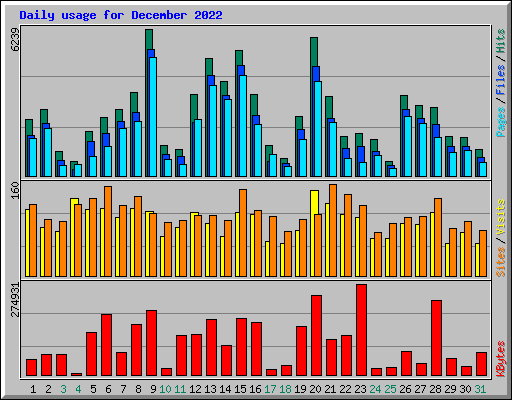 Daily usage for December 2022
6239
160
274931
Pages / Files / Hits
Sites / Visits
KBytes
1 2 3 4 5 6 7 8 9 10 11 12 13 14 15 16 17 18 19 20 21 22 23 24 25 26 27 28 29 30 31